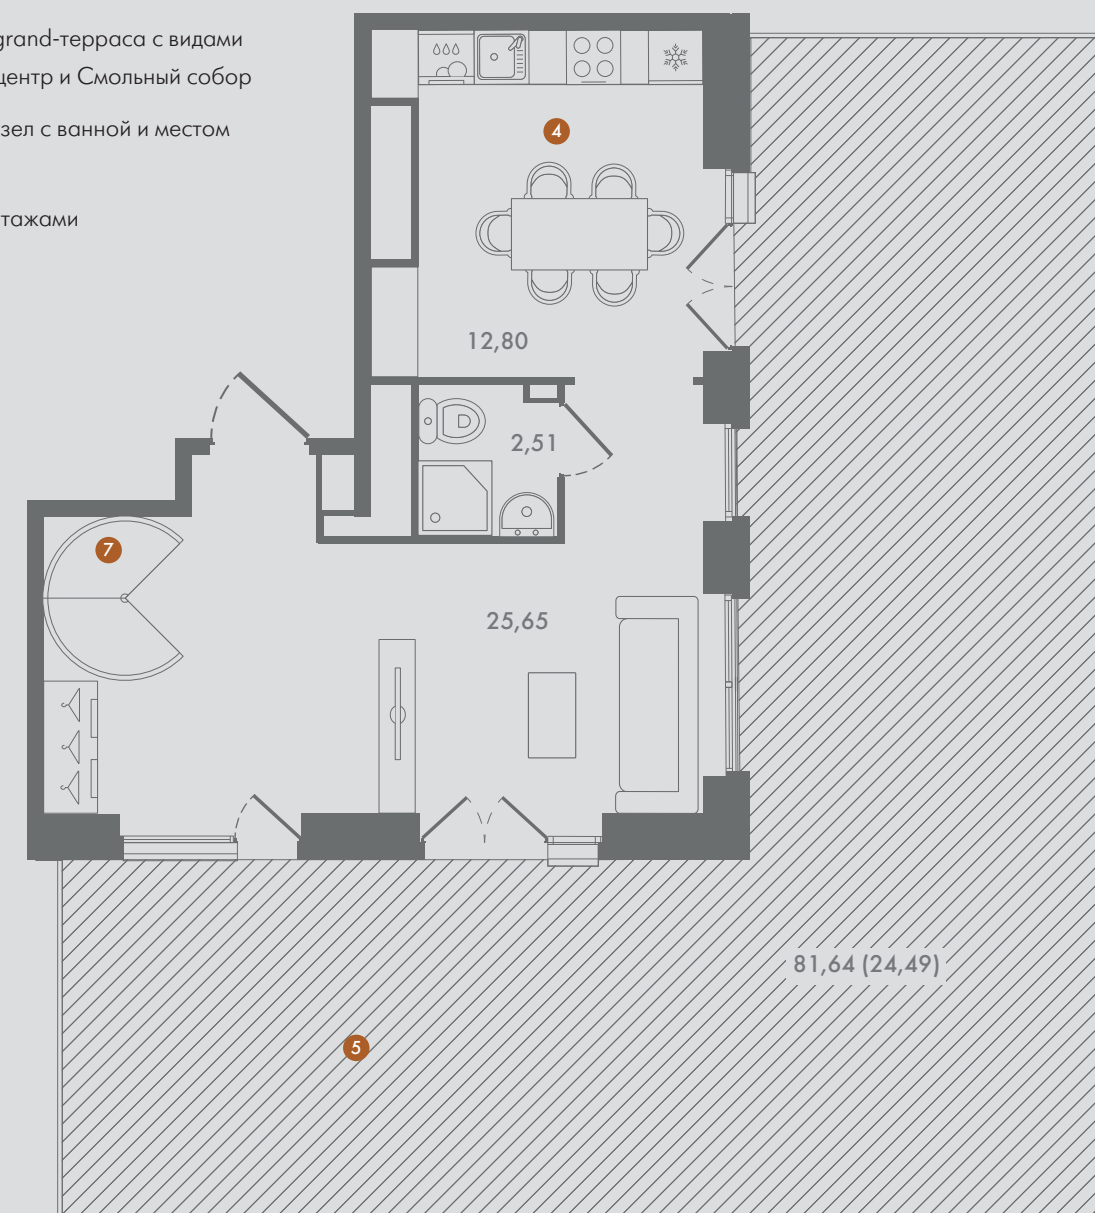 grand-терраса с видами
центр и Смольный собор
зел с ванной и местом
тажами
4
12,80
2,51
7
25,65
81,64 (24,49)
5